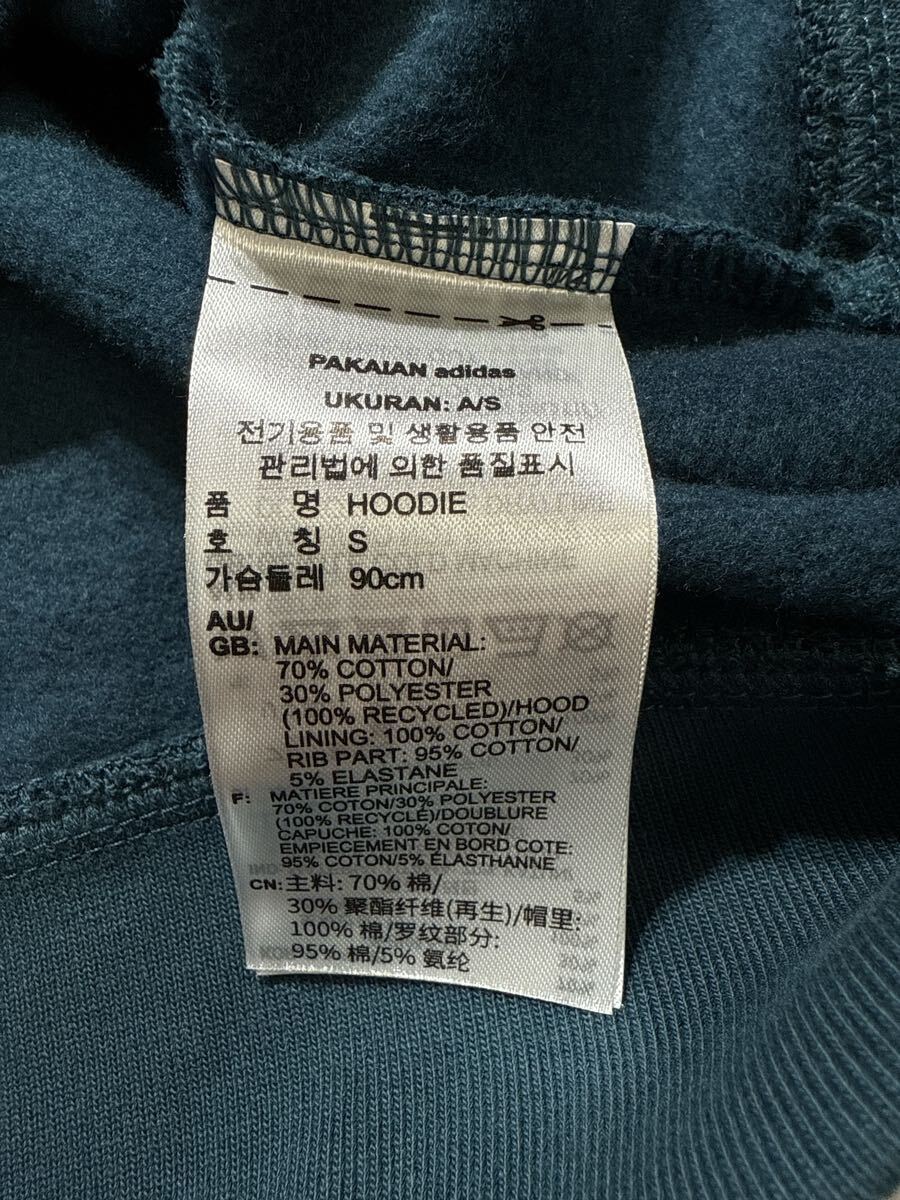 PAKAIAN adidas
UKURAN: A/S
전기용품 및 생활용품 안전
관리법에 의한 품질표시
품 명 HOODIE
호 칭 S
가슴둘레 90cm
AU/
GB: MAIN MATERIAL:
70% COTTON/
30% POLYESTER
(100% RECYCLED)/HOOD
LINING: 100% COTTON/
RIB PART: 95% COTTON/
5% ELASTANE
F: MATIERE PRINCIPALE:
70% COTON/30% POLYESTER
(100% RECYCLÉ)/DOUBLURE
CAPUCHE: 100% COTON/
EMPIECEMENT EN BORD COTE:
95% COTON/5% ÉLASTHANNE
CN: 主料: 70% 棉/
30% 聚酯纤维(再生)/帽里:
100% 棉/罗纹部分:
95% 棉/5% 氨纶